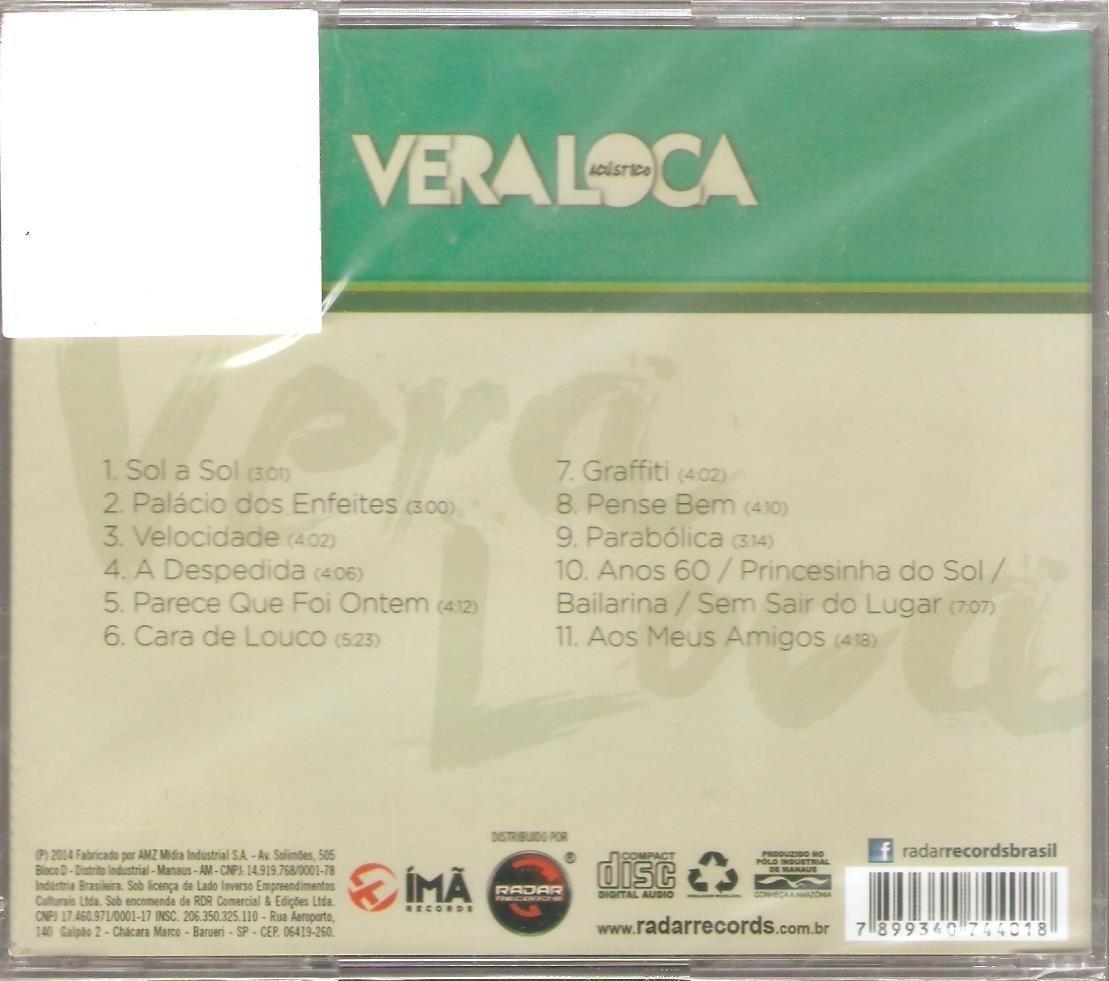 VERA LOCA
ACÚSTICO
Vera
Loca
1. Sol a Sol (3:01)
2. Palácio dos Enfeites (3:00)
3. Velocidade (4:02)
4. A Despedida (4:06)
5. Parece Que Foi Ontem (4:12)
6. Cara de Louco (5:23)
7. Graffiti (4:02)
8. Pense Bem (4:10)
9. Parabólica (3:14)
10. Anos 60 / Princesinha do Sol /
Bailarina / Sem Sair do Lugar (7:07)
11. Aos Meus Amigos (4:18)
(P) 2014 Fabricado por AMZ Mídia Industrial S.A. - Av. Solimões, 505
Bloco D - Distrito Industrial - Manaus - AM - CNPJ: 14.919.768/0001-78
Indústria Brasileira. Sob licença de Lado Inverso Empreendimentos
Culturais Ltda. Sob encomenda de RDR Comercial & Edições Ltda.
CNPJ 17.460.971/0001-17 INSC. 206.350.325.110 - Rua Aeroporto,
140 Galpão 2 - Chácara Marco - Barueri - SP - CEP. 06419-260.
ÍMÃ
RECORDS
DISTRIBUIDO POR
RADAR
RECORDS
®
COMPACT
disc
DIGITAL AUDIO
PRODUZIDO NO
PÓLO INDUSTRIAL
DE MANAUS
CONHEÇA A AMAZÔNIA
www.radarrecords.com.br
f radarrecordsbrasil
7 899340 744018